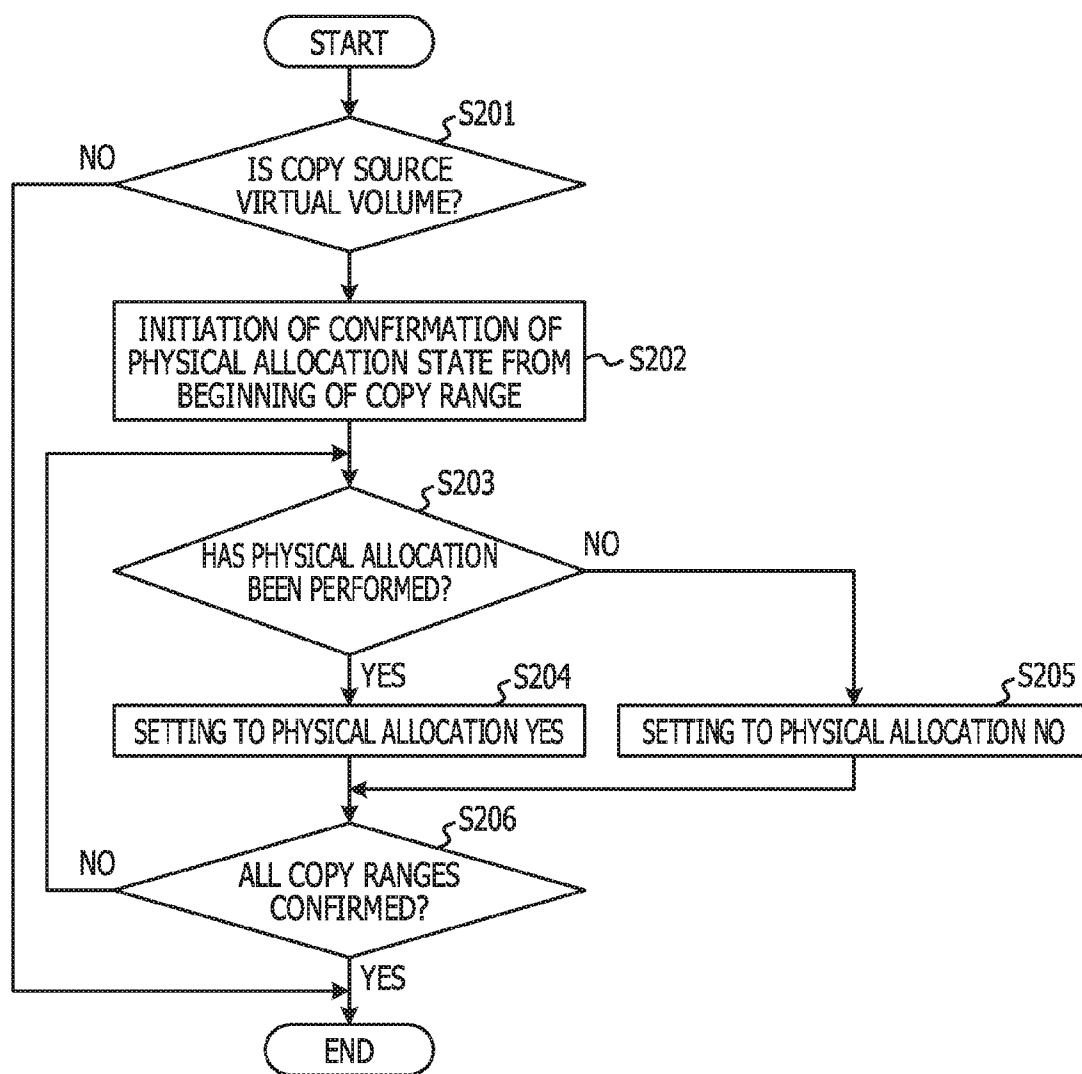 START
S201
NO
IS COPY SOURCE
VIRTUAL VOLUME?
INITIATION OF CONFIRMATION OF
PHYSICAL ALLOCATION STATE FROM
BEGINNING OF COPY RANGE
S202
S203
HAS PHYSICAL ALLOCATION
BEEN PERFORMED?
NO
YES
S204
S205
SETTING TO PHYSICAL ALLOCATION YES
SETTING TO PHYSICAL ALLOCATION NO
S206
NO
ALL COPY RANGES
CONFIRMED?
YES
END